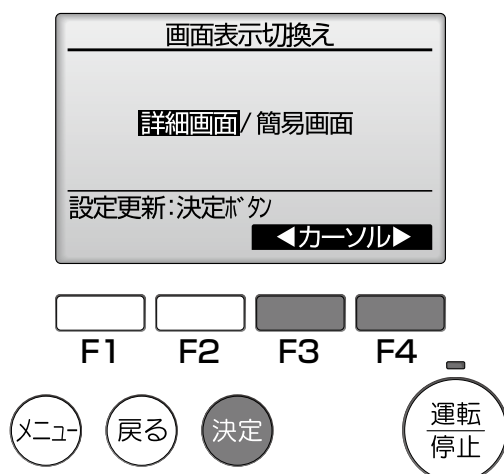 画面表示切換え
詳細画面/簡易画面
設定更新:決定ボタン
◀カーソル▶
F1 F2 F3 F4
メニュー 戻る 決定 運転
停止